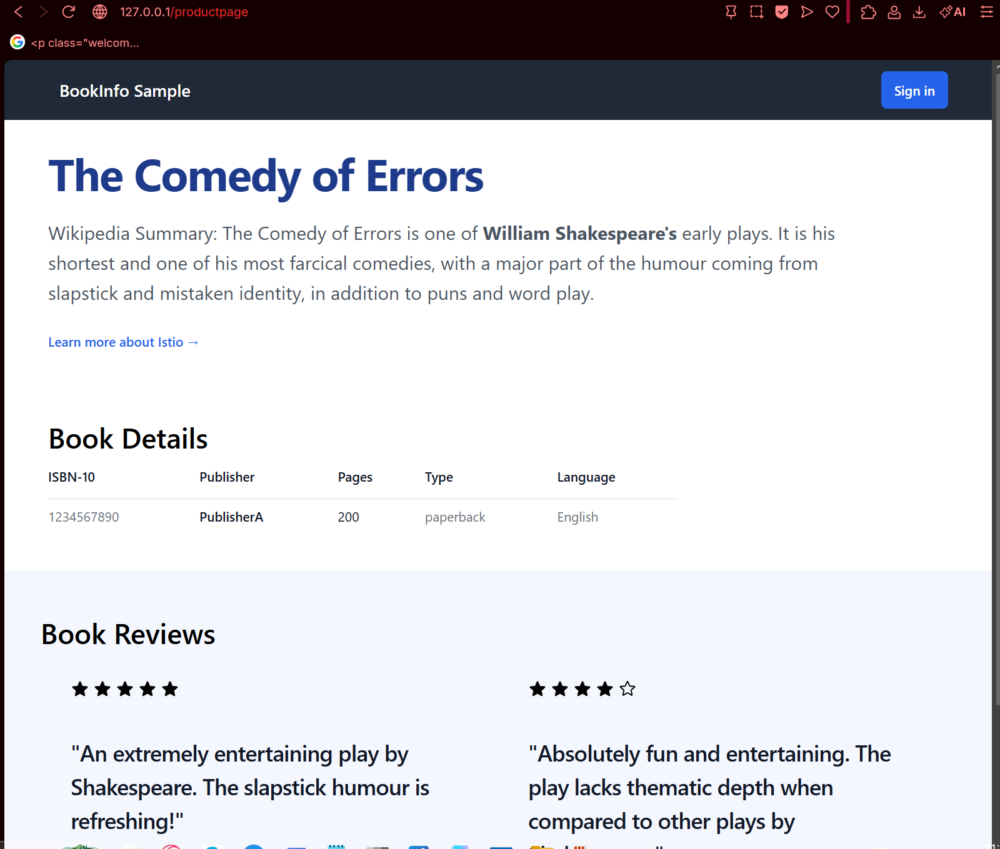 127.0.0.1/productpage
AI
<p class="welcom...
BookInfo Sample
Sign in
The Comedy of Errors
Wikipedia Summary: The Comedy of Errors is one of William Shakespeare's early plays. It is his
shortest and one of his most farcical comedies, with a major part of the humour coming from
slapstick and mistaken identity, in addition to puns and word play.
Learn more about Istio →
Book Details
ISBN-10 Publisher Pages Type Language
1234567890 PublisherA 200 paperback English
Book Reviews
"An extremely entertaining play by
Shakespeare. The slapstick humour is
refreshing!"
"Absolutely fun and entertaining. The
play lacks thematic depth when
compared to other plays by